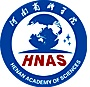 河南省科学院
HNAS
HENAN ACADEMY OF SCIENCES